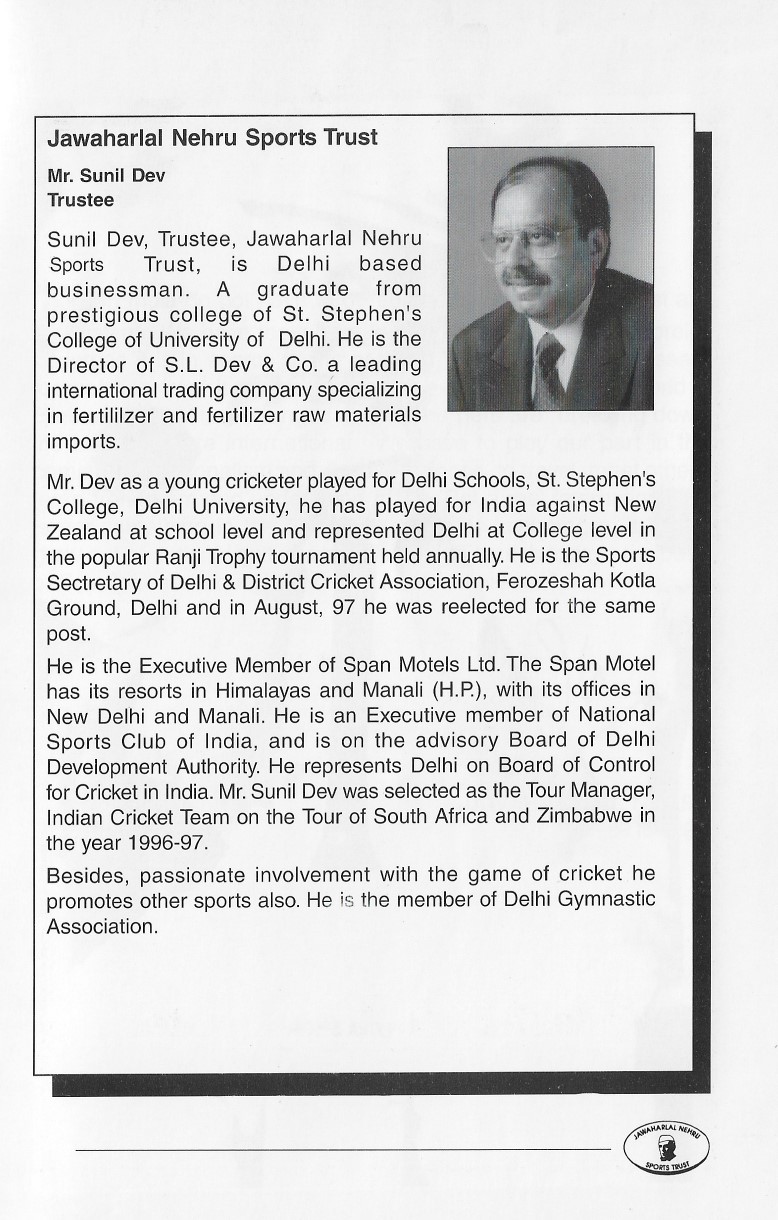 Jawaharlal Nehru Sports Trust
Mr. Sunil Dev
Trustee
Sunil Dev, Trustee, Jawaharlal Nehru
Sports Trust, is Delhi based
businessman. A graduate from
prestigious college of St. Stephen's
College of University of Delhi. He is the
Director of S.L. Dev & Co. a leading
international trading company specializing
in fertililzer and fertilizer raw materials
imports.
Mr. Dev as a young cricketer played for Delhi Schools, St. Stephen's
College, Delhi University, he has played for India against New
Zealand at school level and represented Delhi at College level in
the popular Ranji Trophy tournament held annually. He is the Sports
Sectretary of Delhi & District Cricket Association, Ferozeshah Kotla
Ground, Delhi and in August, 97 he was reelected for the same
post.
He is the Executive Member of Span Motels Ltd. The Span Motel
has its resorts in Himalayas and Manali (H.P.), with its offices in
New Delhi and Manali. He is an Executive member of National
Sports Club of India, and is on the advisory Board of Delhi
Development Authority. He represents Delhi on Board of Control
for Cricket in India. Mr. Sunil Dev was selected as the Tour Manager,
Indian Cricket Team on the Tour of South Africa and Zimbabwe in
the year 1996-97.
Besides, passionate involvement with the game of cricket he
promotes other sports also. He is the member of Delhi Gymnastic
Association.
JAWAHARLAL NEHRU
SPORTS TRUST